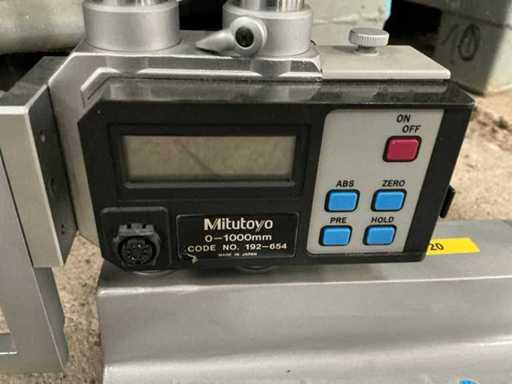 ON
OFF
ABS ZERO
PRE HOLD
Mitutoyo
0-1000mm
CODE NO. 192-654
MADE IN JAPAN
20